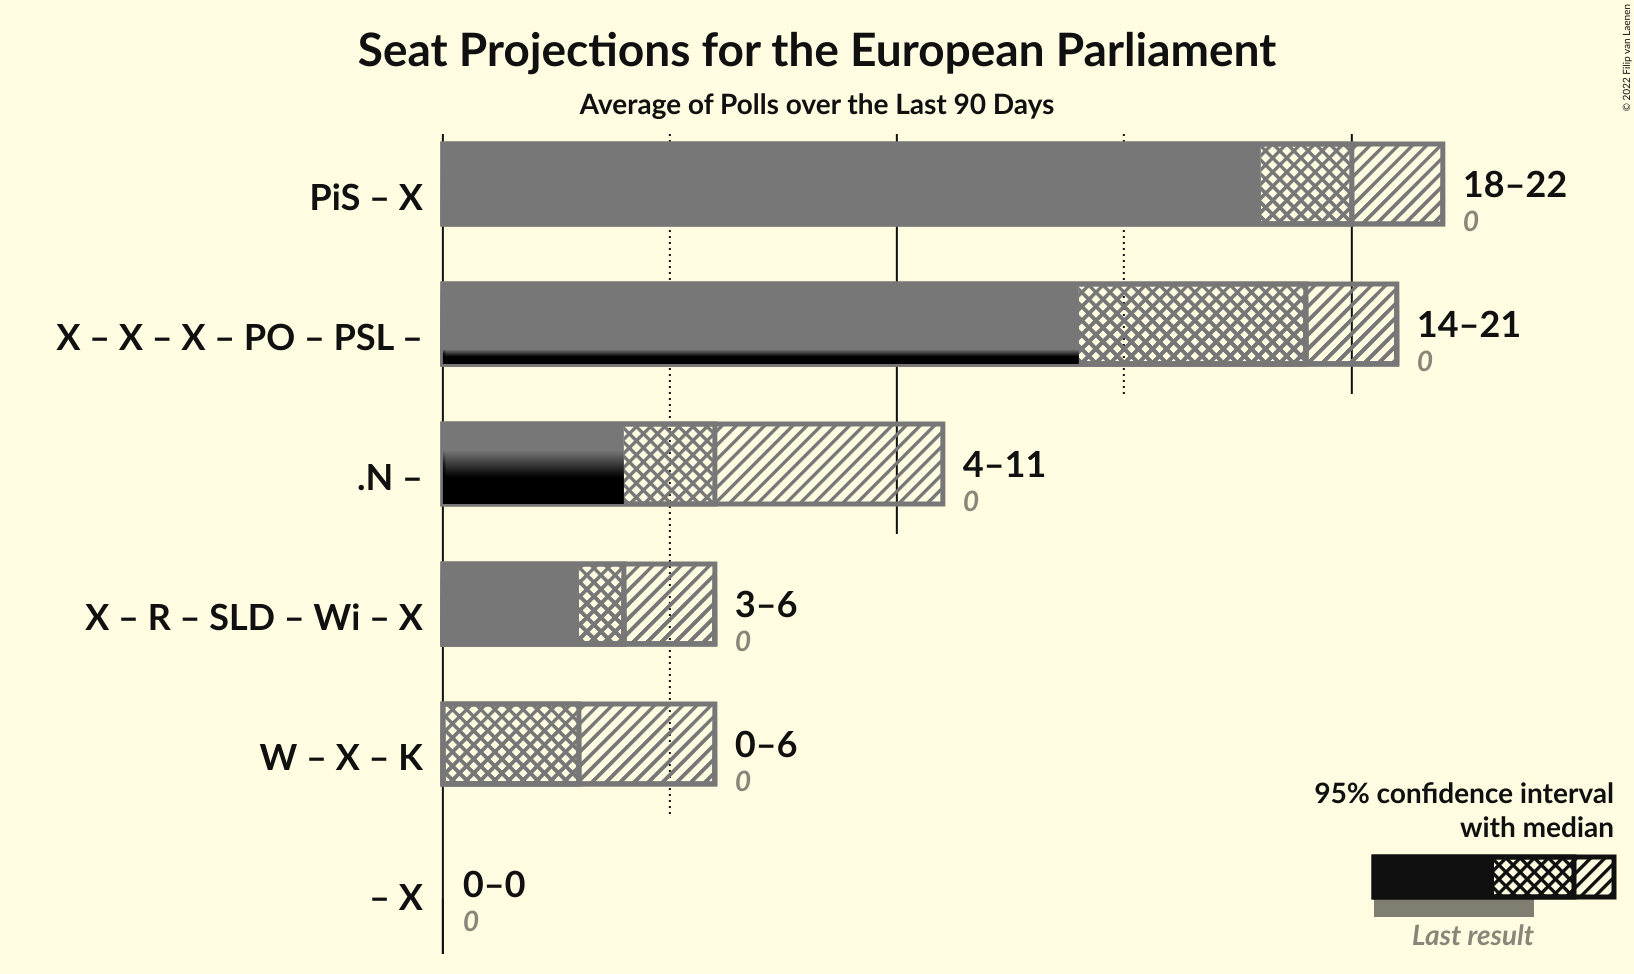 Seat Projections for the European Parliament
Average of Polls over the Last 90 Days
© 2022 Filip van Laenen
PiS – X
18–22
0
X – X – X – PO – PSL –
14–21
0
.N –
4–11
0
X – R – SLD – Wi – X
3–6
0
W – X – K
0–6
0
– X
0–0
0
95% confidence interval
with median
Last result